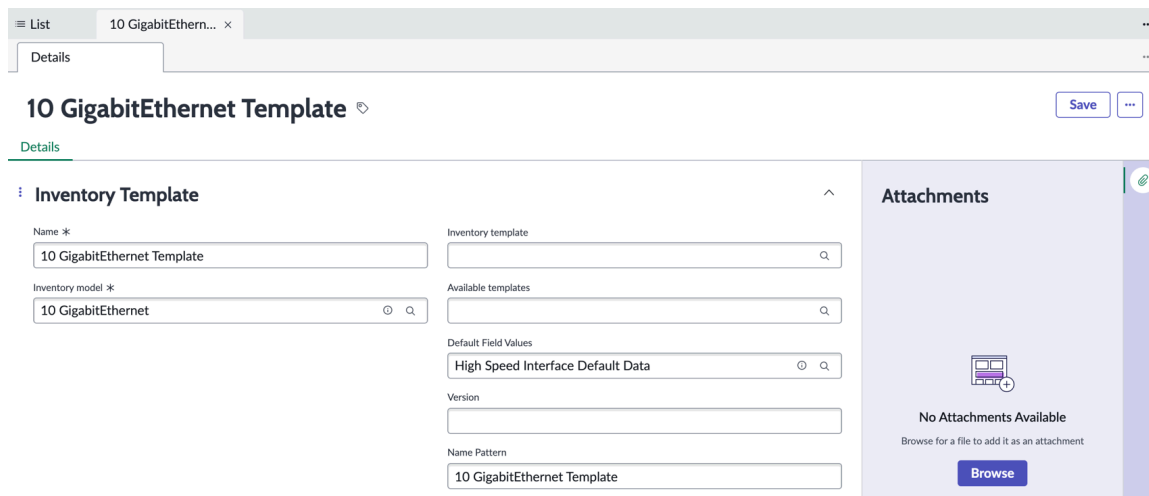 List
10 GigabitEthern... ×
Details
10 GigabitEthernet Template
Save
Details
Inventory Template
Attachments
Name *
10 GigabitEthernet Template
Inventory template
Inventory model *
10 GigabitEthernet
Available templates
Default Field Values
High Speed Interface Default Data
Version
No Attachments Available
Browse for a file to add it as an attachment
Name Pattern
10 GigabitEthernet Template
Browse